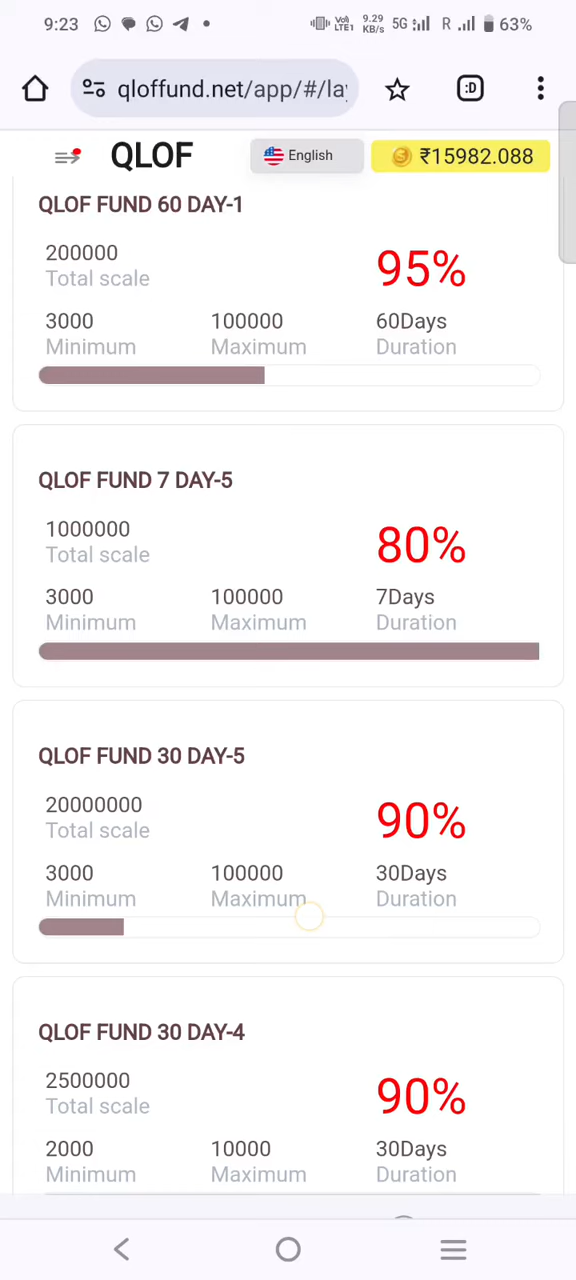 9:23 Vo) LTE1 9.29 KB/s 5G R 63%
qloffund.net/app/#/la
:D
QLOF English ₹15982.088
QLOF FUND 60 DAY-1
200000 95%
Total scale
3000 100000 60Days
Minimum Maximum Duration
QLOF FUND 7 DAY-5
1000000 80%
Total scale
3000 100000 7Days
Minimum Maximum Duration
QLOF FUND 30 DAY-5
20000000 90%
Total scale
3000 100000 30Days
Minimum Maximum Duration
QLOF FUND 30 DAY-4
2500000 90%
Total scale
2000 10000 30Days
Minimum Maximum Duration